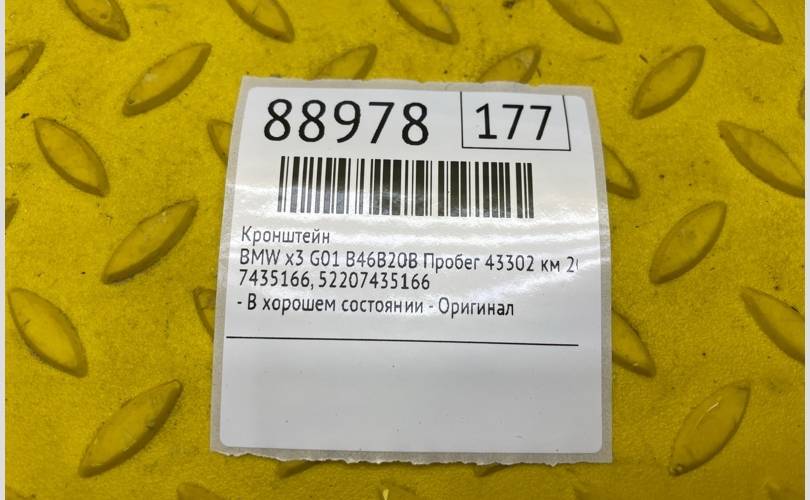 88978 177
Кронштейн
BMW x3 G01 B46B20B Пробег 43302 км
7435166, 52207435166
- В хорошем состоянии - Оригинал